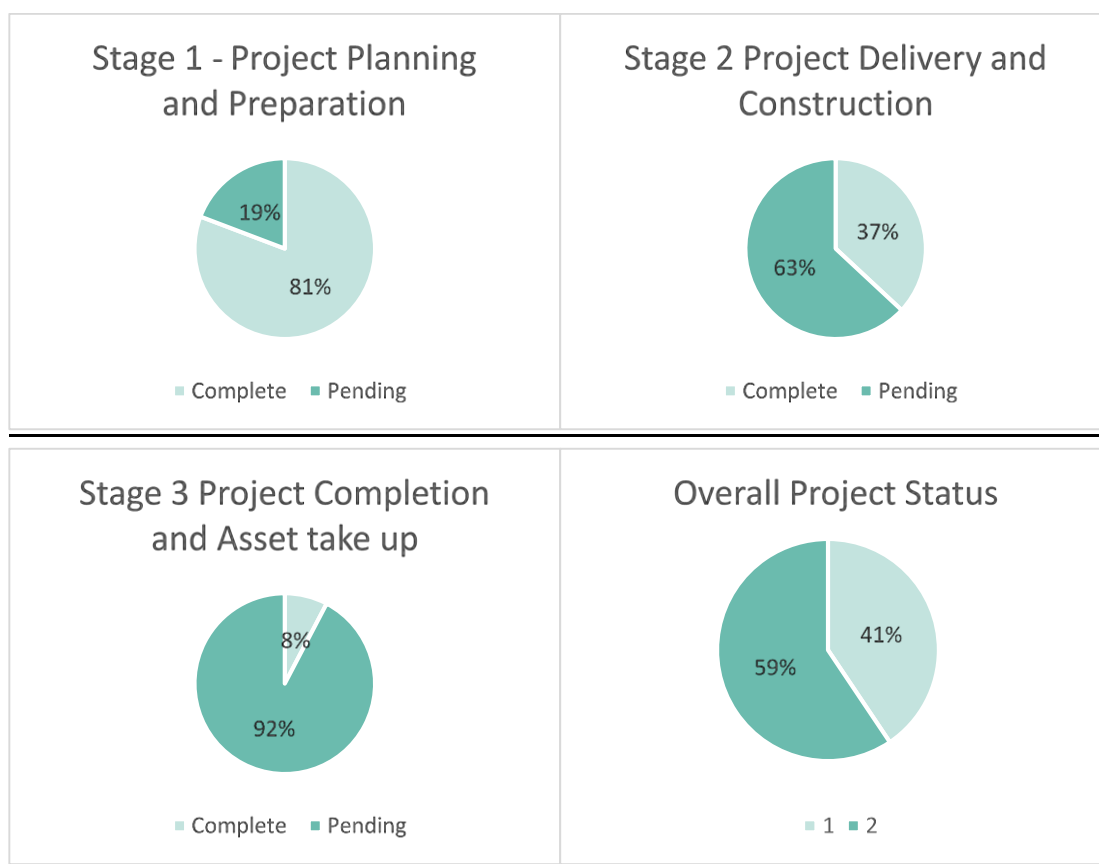 Stage 1 - Project Planning
and Preparation
19%
81%
Complete Pending
Stage 2 Project Delivery and
Construction
37%
63%
Complete Pending
Stage 3 Project Completion
and Asset take up
8%
92%
Complete Pending
Overall Project Status
41%
59%
1 2